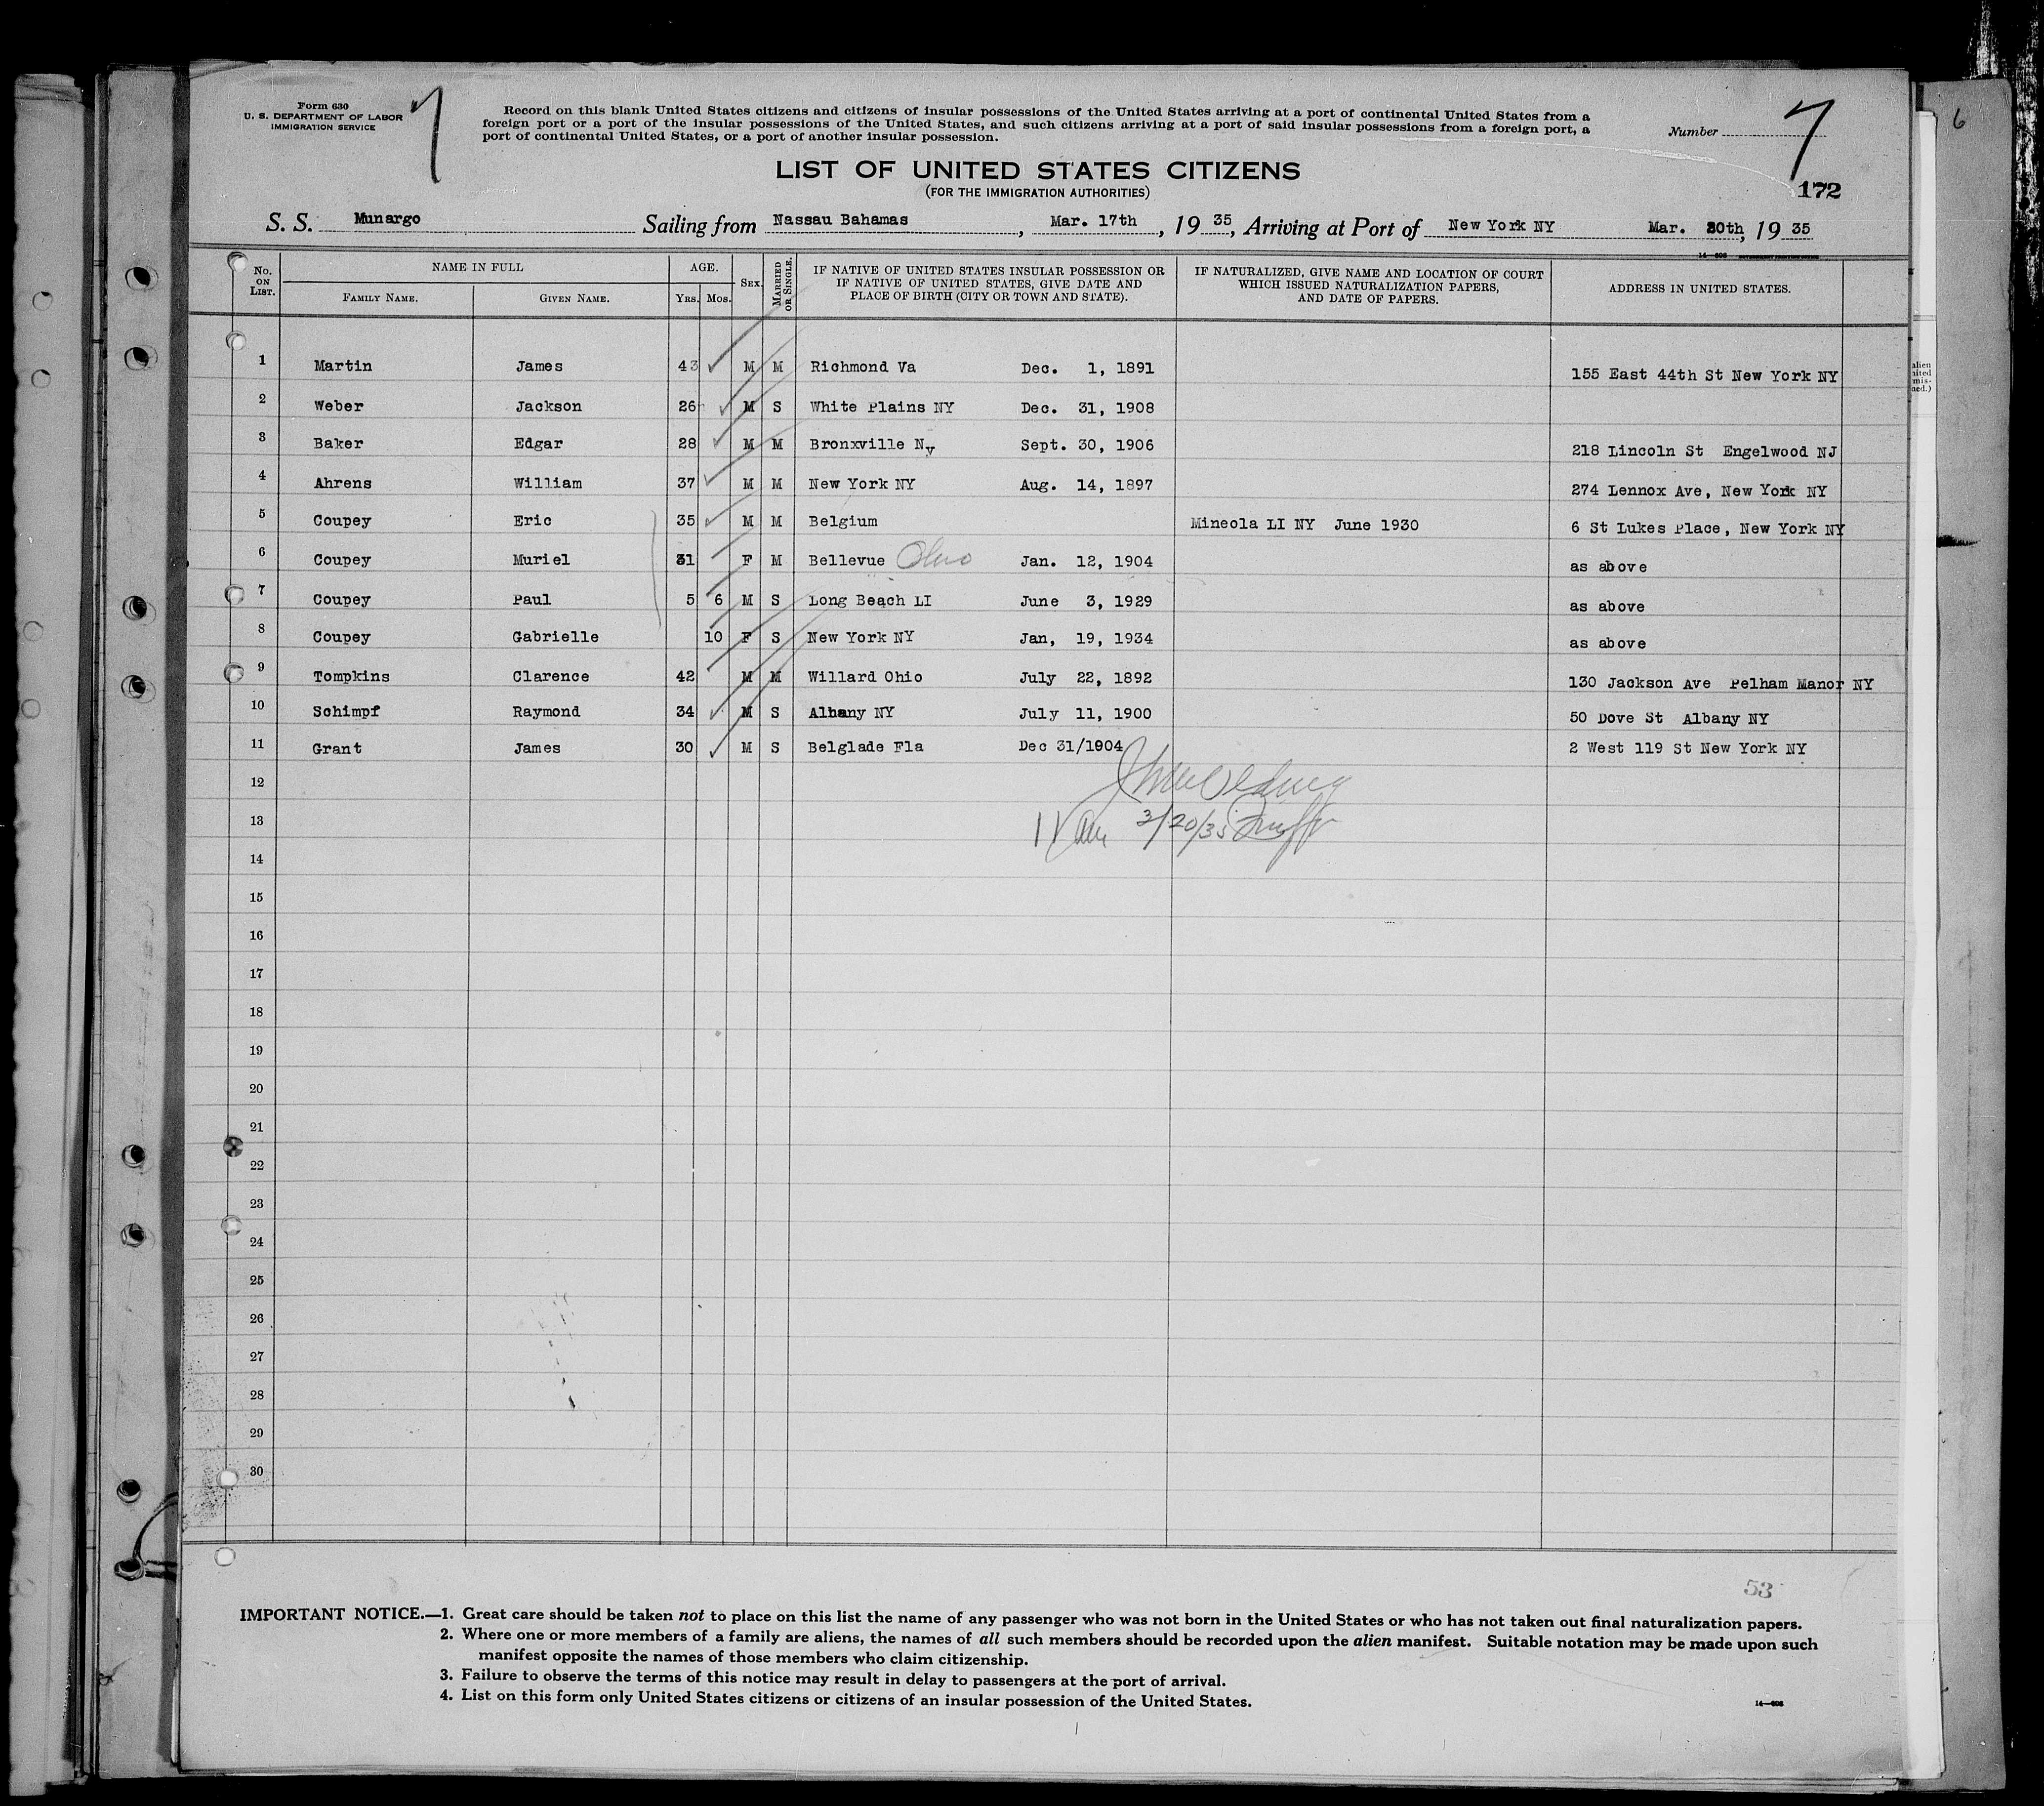 Form 630
U. S. DEPARTMENT OF LABOR
IMMIGRATION SERVICE
7
Record on this blank United States citizens and citizens of insular possessions of the United States arriving at a port of continental United States from a
foreign port or a port of the insular possessions of the United States, and such citizens arriving at a port of said insular possessions from a foreign port, a
port of continental United States, or a port of another insular possession.
Number 7
6
LIST OF UNITED STATES CITIZENS
(FOR THE IMMIGRATION AUTHORITIES)
172
S. S. Munargo Sailing from Nassau Bahamas, Mar. 17th, 19 35, Arriving at Port of New York NY Mar. 20th, 19 35
No. ON LIST. NAME IN FULL FAMILY NAME. GIVEN NAME. AGE. YRS. MOS. SEX. MARRIED OR SINGLE. IF NATIVE OF UNITED STATES INSULAR POSSESSION OR IF NATIVE OF UNITED STATES, GIVE DATE AND PLACE OF BIRTH (CITY OR TOWN AND STATE). IF NATURALIZED, GIVE NAME AND LOCATION OF COURT WHICH ISSUED NATURALIZATION PAPERS, AND DATE OF PAPERS. ADDRESS IN UNITED STATES.
1 Martin James 43 M M Richmond Va Dec. 1, 1891 155 East 44th St New York NY
2 Weber Jackson 26 M S White Plains NY Dec. 31, 1908
3 Baker Edgar 28 M M Bronxville Ny Sept. 30, 1906 218 Lincoln St Engelwood NJ
4 Ahrens William 37 M M New York NY Aug. 14, 1897 274 Lennox Ave, New York NY
5 Coupey Eric 35 M M Belgium Mineola LI NY June 1930 6 St Lukes Place, New York NY
6 Coupey Muriel 31 F M Bellevue Ohio Jan. 12, 1904 as above
7 Coupey Paul 5 6 M S Long Beach LI June 3, 1929 as above
8 Coupey Gabrielle 10 F S New York NY Jan, 19, 1934 as above
9 Tompkins Clarence 42 M M Willard Ohio July 22, 1892 130 Jackson Ave Pelham Manor NY
10 Schimpf Raymond 34 M S Albany NY July 11, 1900 50 Dove St Albany NY
11 Grant James 30 M S Belglade Fla Dec 31/1904 2 West 119 St New York NY
12
13 3/20/35
14
15
16
17
18
19
20
21
22
23
24
25
26
27
28
29
30
53
IMPORTANT NOTICE.—1. Great care should be taken not to place on this list the name of any passenger who was not born in the United States or who has not taken out final naturalization papers.
2. Where one or more members of a family are aliens, the names of all such members should be recorded upon the alien manifest. Suitable notation may be made upon such
manifest opposite the names of those members who claim citizenship.
3. Failure to observe the terms of this notice may result in delay to passengers at the port of arrival.
4. List on this form only United States citizens or citizens of an insular possession of the United States.